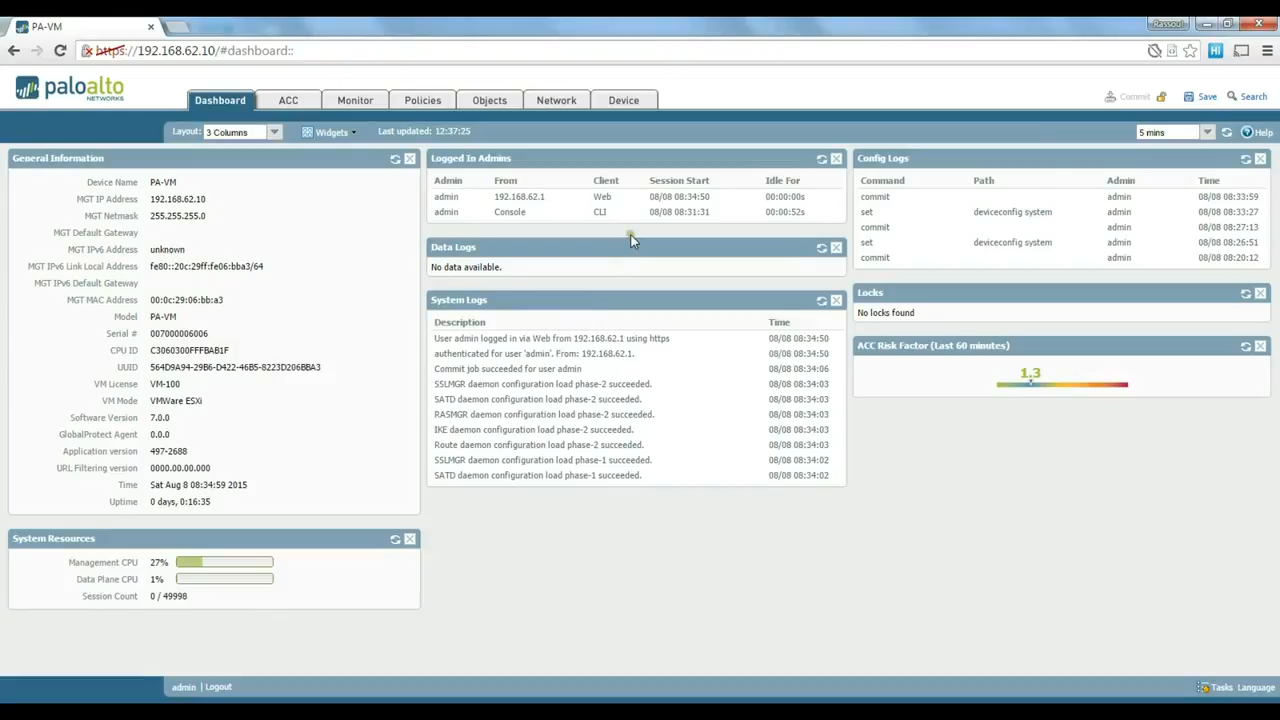 PA-VM
Rassoul
https://192.168.62.10/#dashboard::
paloalto
NETWORKS
Dashboard ACC Monitor Policies Objects Network Device
Commit Save Search
Layout: 3 Columns Widgets Last updated: 12:37:25 5 mins Help
General Information
Device Name PA-VM
MGT IP Address 192.168.62.10
MGT Netmask 255.255.255.0
MGT Default Gateway
MGT IPv6 Address unknown
MGT IPv6 Link Local Address fe80::20c:29ff:fe06:bba3/64
MGT IPv6 Default Gateway
MGT MAC Address 00:0c:29:06:bb:a3
Model PA-VM
Serial # 007000006006
CPU ID C3060300FFFBAB1F
UUID 564D9A94-29B6-D422-46B5-8223D206BBA3
VM License VM-100
VM Mode VMWare ESXi
Software Version 7.0.0
GlobalProtect Agent 0.0.0
Application version 497-2688
URL Filtering version 0000.00.00.000
Time Sat Aug 8 08:34:59 2015
Uptime 0 days, 0:16:35
System Resources
Management CPU 27%
Data Plane CPU 1%
Session Count 0 / 49998
Logged In Admins
Admin From Client Session Start Idle For
admin 192.168.62.1 Web 08/08 08:34:50 00:00:00s
admin Console CLI 08/08 08:31:31 00:00:52s
Data Logs
No data available.
System Logs
Description Time
User admin logged in via Web from 192.168.62.1 using https 08/08 08:34:50
authenticated for user 'admin'. From: 192.168.62.1. 08/08 08:34:50
Commit job succeeded for user admin 08/08 08:34:06
SSLMGR daemon configuration load phase-2 succeeded. 08/08 08:34:03
SATD daemon configuration load phase-2 succeeded. 08/08 08:34:03
RASMGR daemon configuration load phase-2 succeeded. 08/08 08:34:03
IKE daemon configuration load phase-2 succeeded. 08/08 08:34:03
Route daemon configuration load phase-2 succeeded. 08/08 08:34:03
SSLMGR daemon configuration load phase-1 succeeded. 08/08 08:34:02
SATD daemon configuration load phase-1 succeeded. 08/08 08:34:02
Config Logs
Command Path Admin Time
commit admin 08/08 08:33:59
set deviceconfig system admin 08/08 08:33:27
commit admin 08/08 08:27:13
set deviceconfig system admin 08/08 08:26:51
commit admin 08/08 08:20:12
Locks
No locks found
ACC Risk Factor (Last 60 minutes)
1.3
admin | Logout
Tasks Language